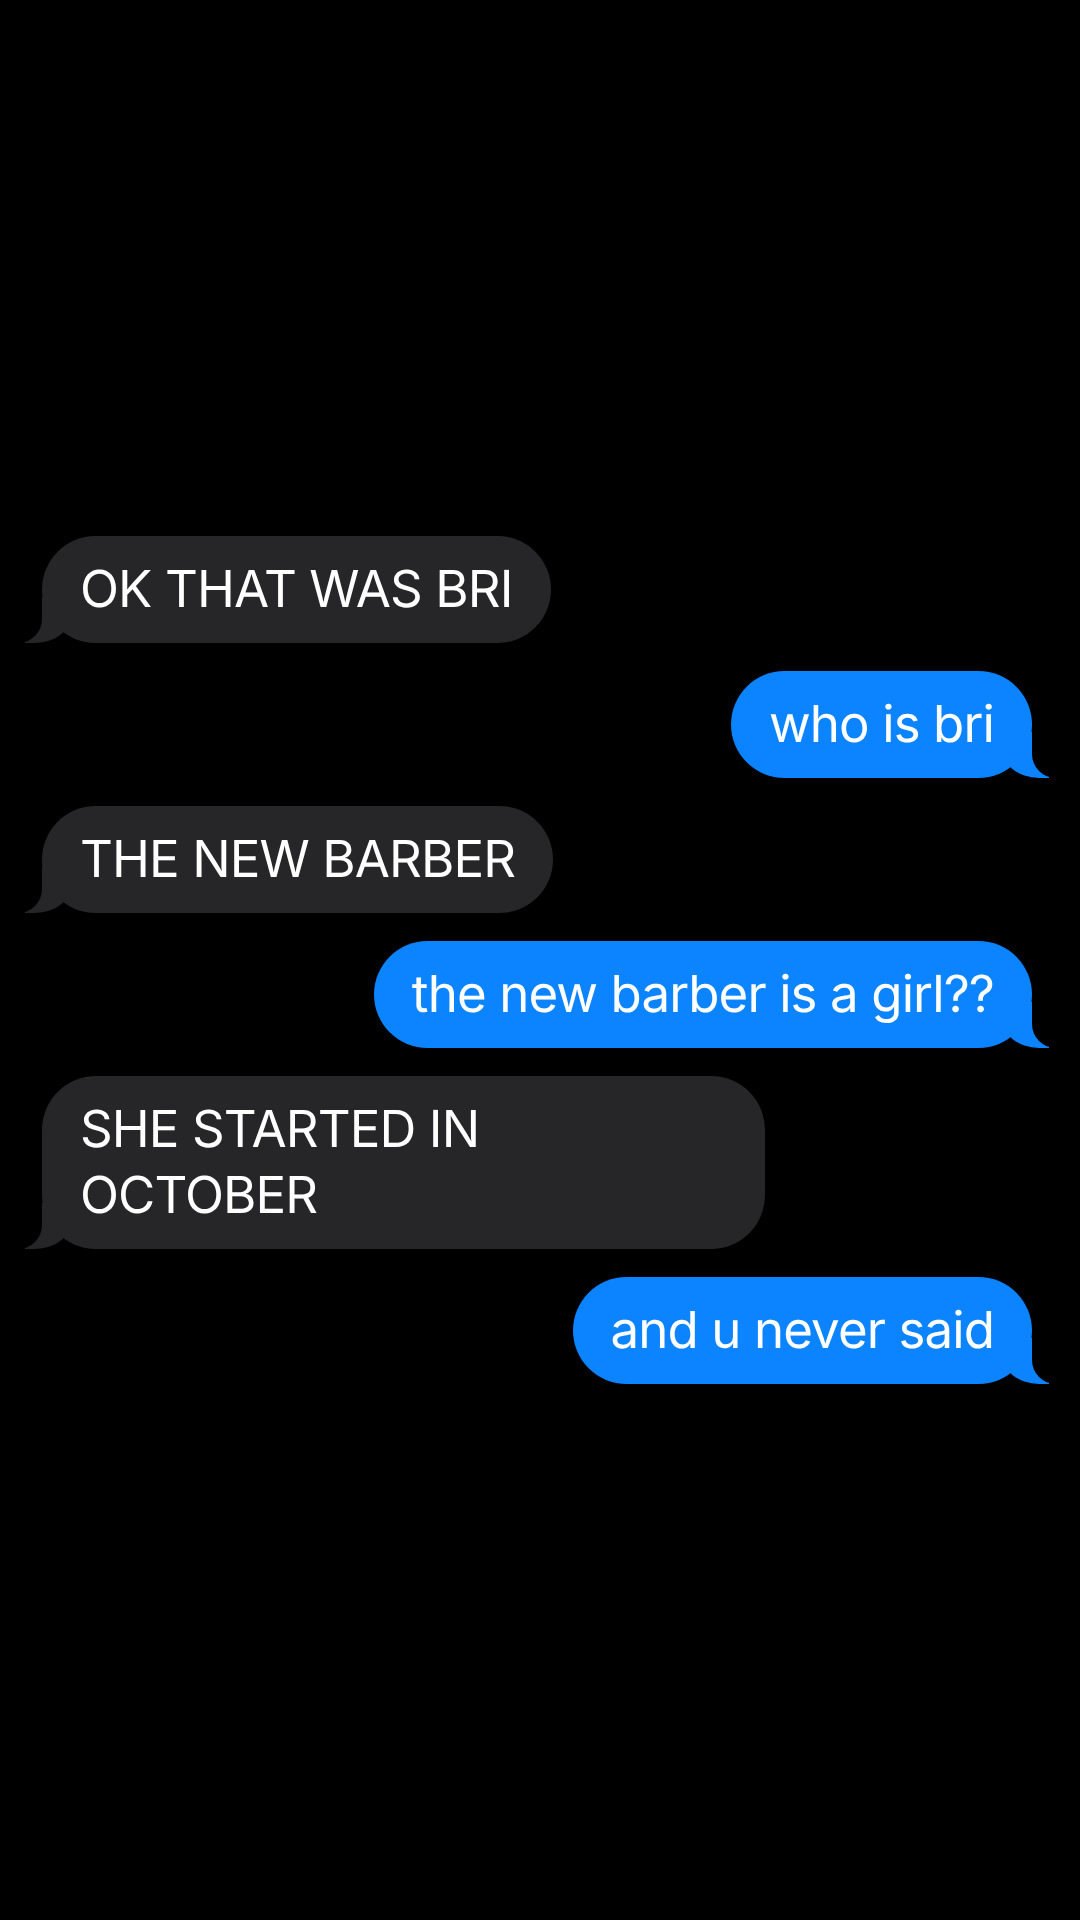 OK THAT WAS BRI
who is bri
THE NEW BARBER
the new barber is a girl??
SHE STARTED IN
OCTOBER
and u never said